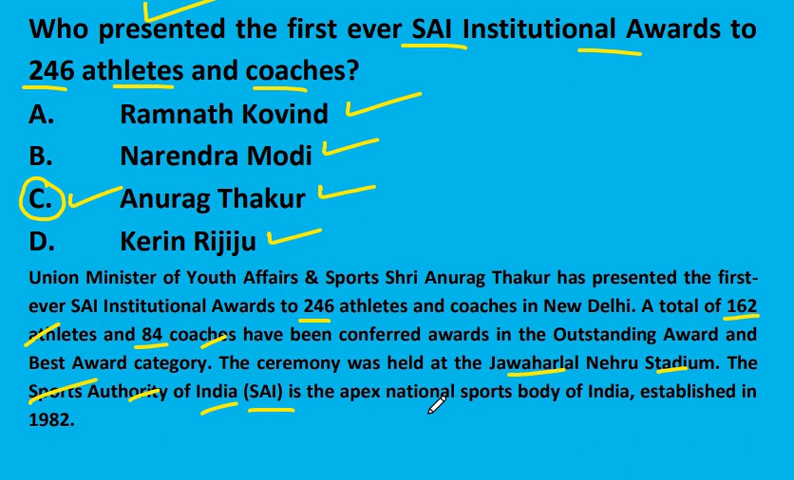 Who presented the first ever SAI Institutional Awards to
246 athletes and coaches?
A. Ramnath Kovind
B. Narendra Modi
C. Anurag Thakur
D. Kerin Rijiju
Union Minister of Youth Affairs & Sports Shri Anurag Thakur has presented the first-
ever SAI Institutional Awards to 246 athletes and coaches in New Delhi. A total of 162
athletes and 84 coaches have been conferred awards in the Outstanding Award and
Best Award category. The ceremony was held at the Jawaharlal Nehru Stadium. The
Sports Authority of India (SAI) is the apex national sports body of India, established in
1982.